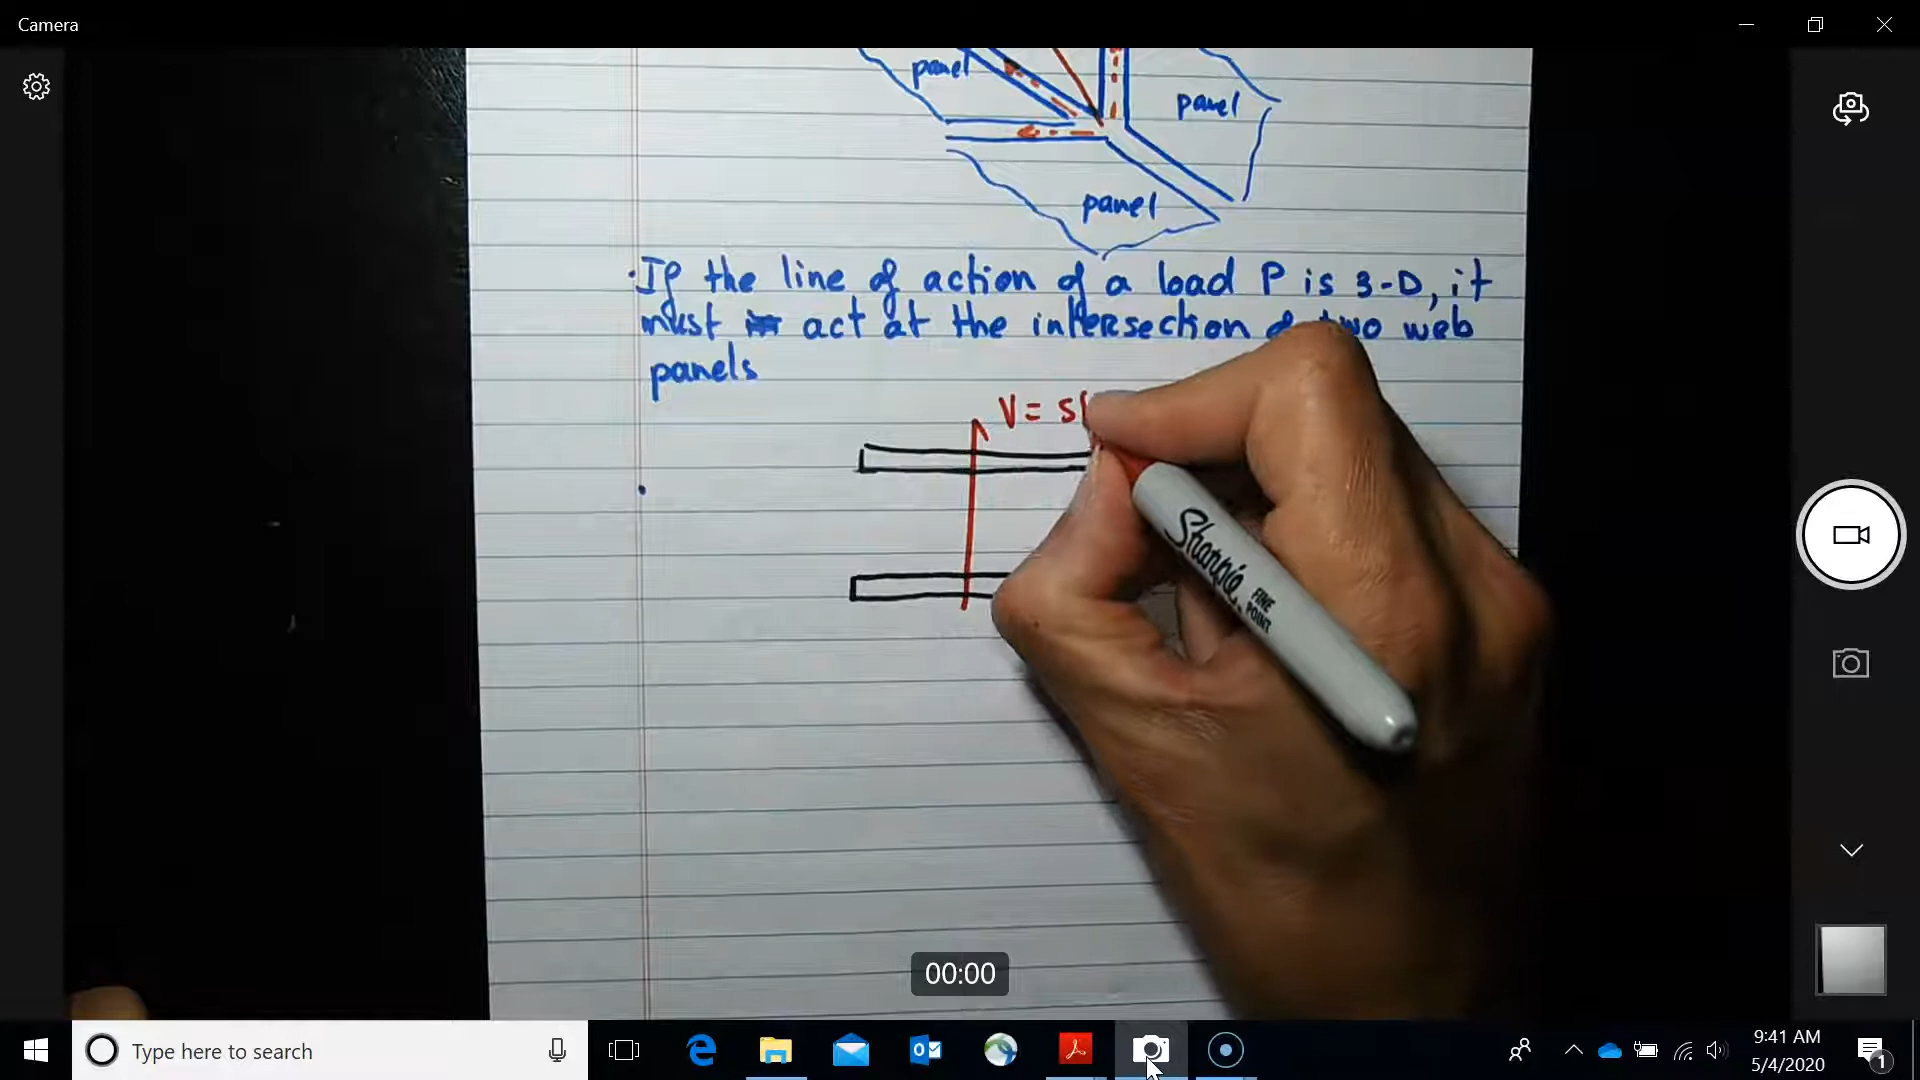 Camera
panel
panel
panel
·If the line of action of a load P is 3-D, it
must act at the intersection two web
panels
V =
Sharpie
FINE
POINT
00:00
Type here to search
9:41 AM
5/4/2020
1